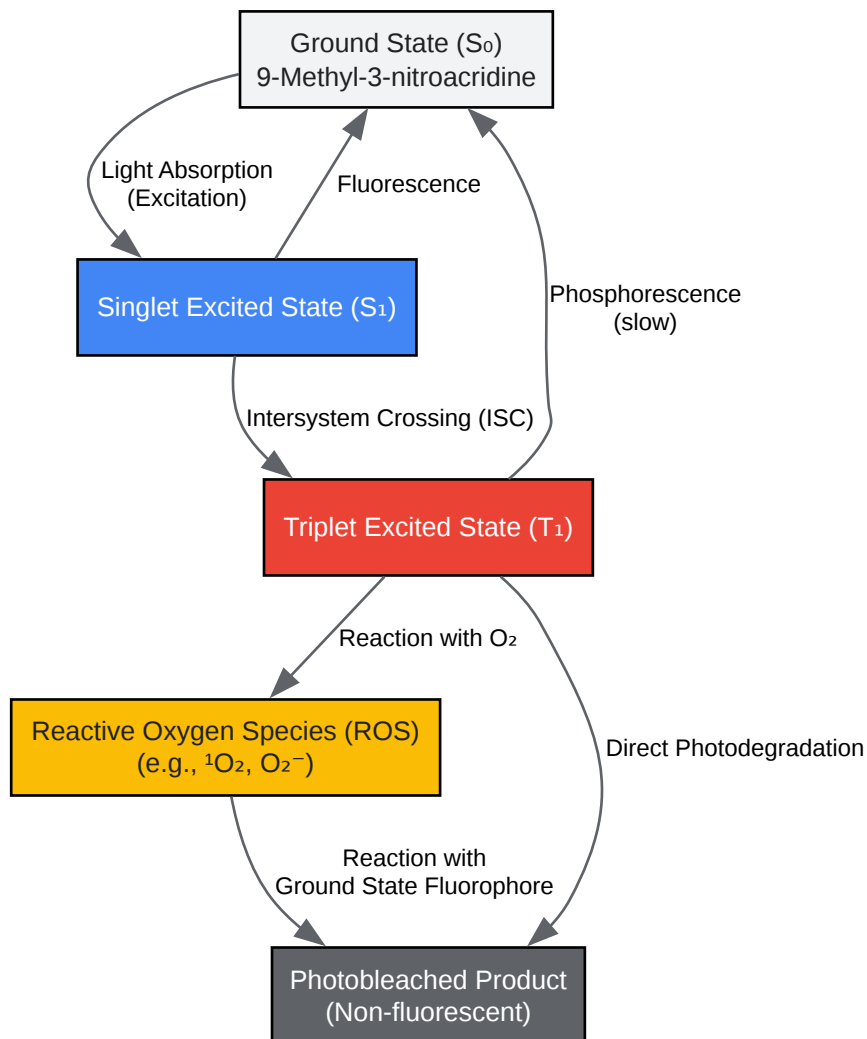 Ground State (S₀)
9-Methyl-3-nitroacridine
Light Absorption
(Excitation)
Fluorescence
Singlet Excited State (S₁)
Phosphorescence
(slow)
Intersystem Crossing (ISC)
Triplet Excited State (T₁)
Reaction with O₂
Reactive Oxygen Species (ROS)
(e.g., ¹O₂, O₂⁻)
Direct Photodegradation
Reaction with
Ground State Fluorophore
Photobleached Product
(Non-fluorescent)